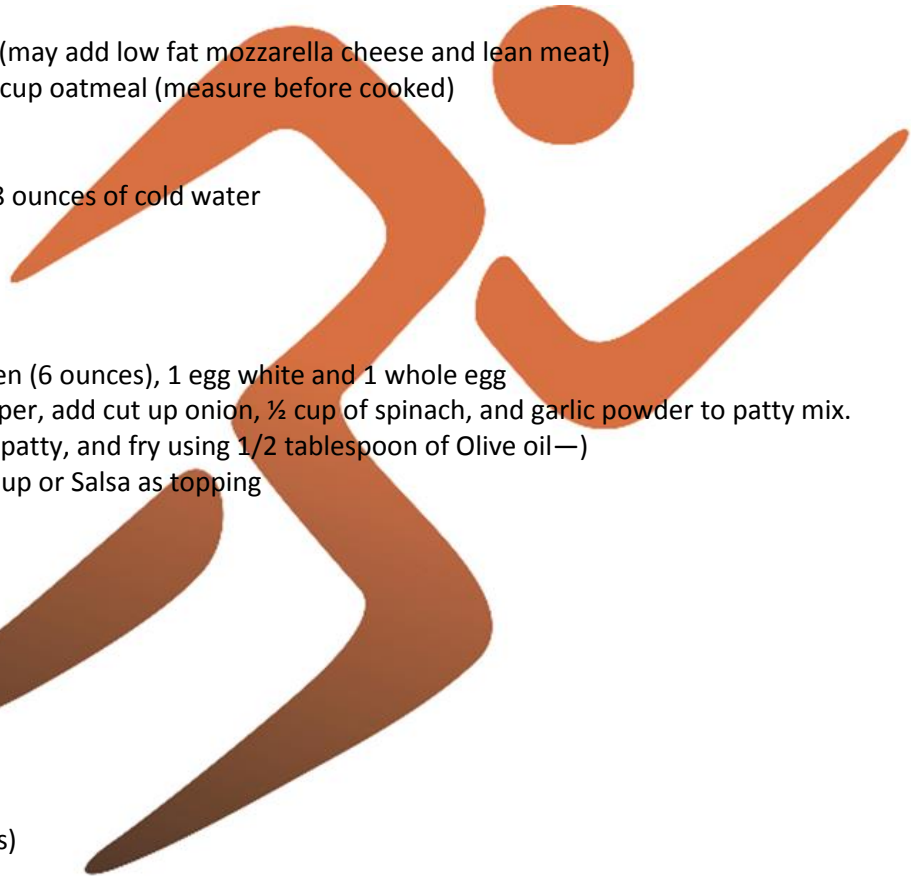 (may add low fat mozzarella cheese and lean meat)
cup oatmeal (measure before cooked)
8 ounces of cold water
en (6 ounces), 1 egg white and 1 whole egg
per, add cut up onion, ½ cup of spinach, and garlic powder to patty mix.
patty, and fry using 1/2 tablespoon of Olive oil—)
up or Salsa as topping
s)